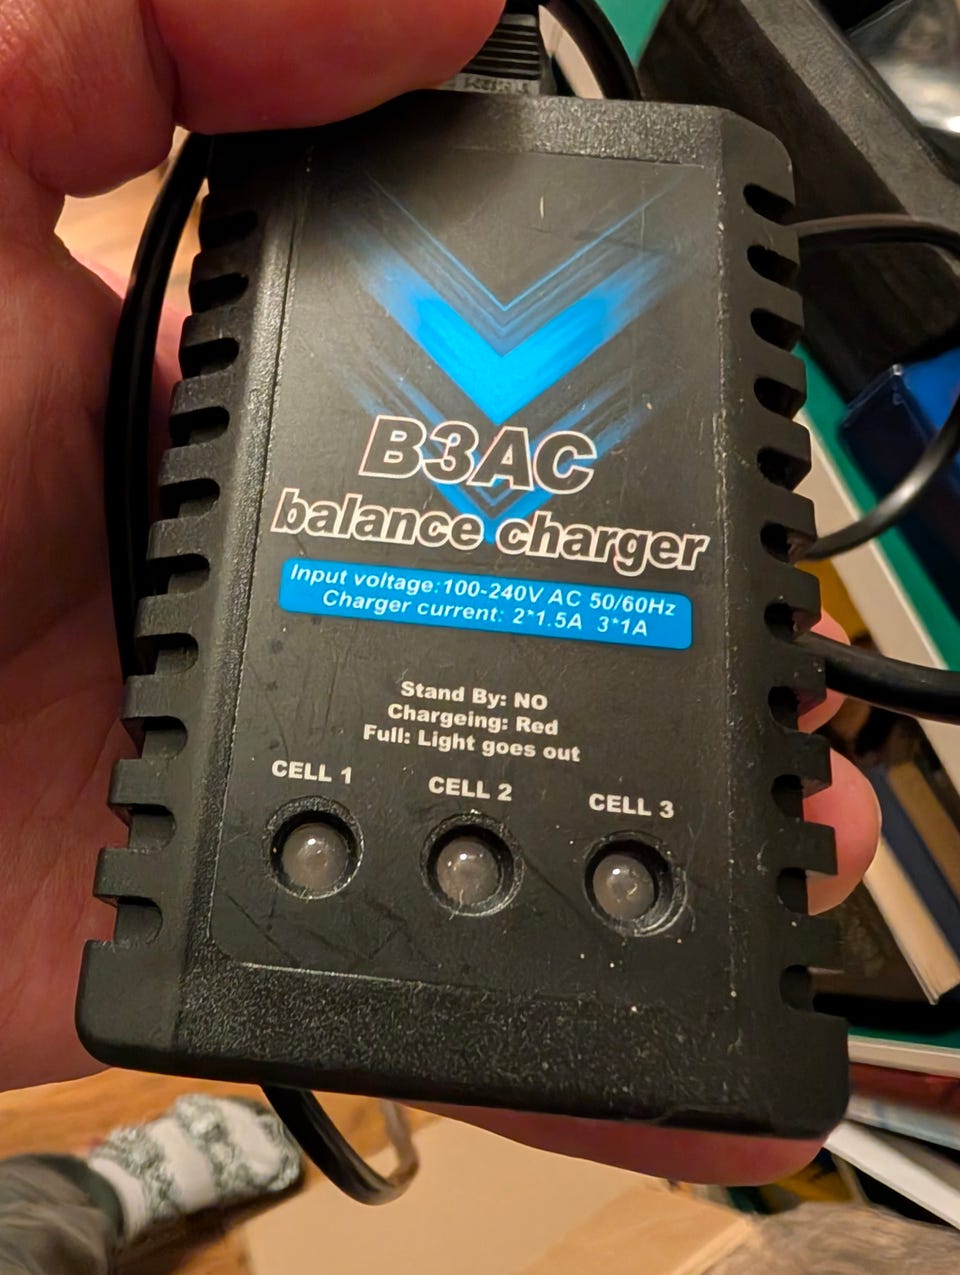 B3AC
balance charger
Input voltage:100-240V AC 50/60Hz
Charger current: 2*1.5A 3*1A
Stand By: NO
Chargeing: Red
Full: Light goes out
CELL 1 CELL 2 CELL 3